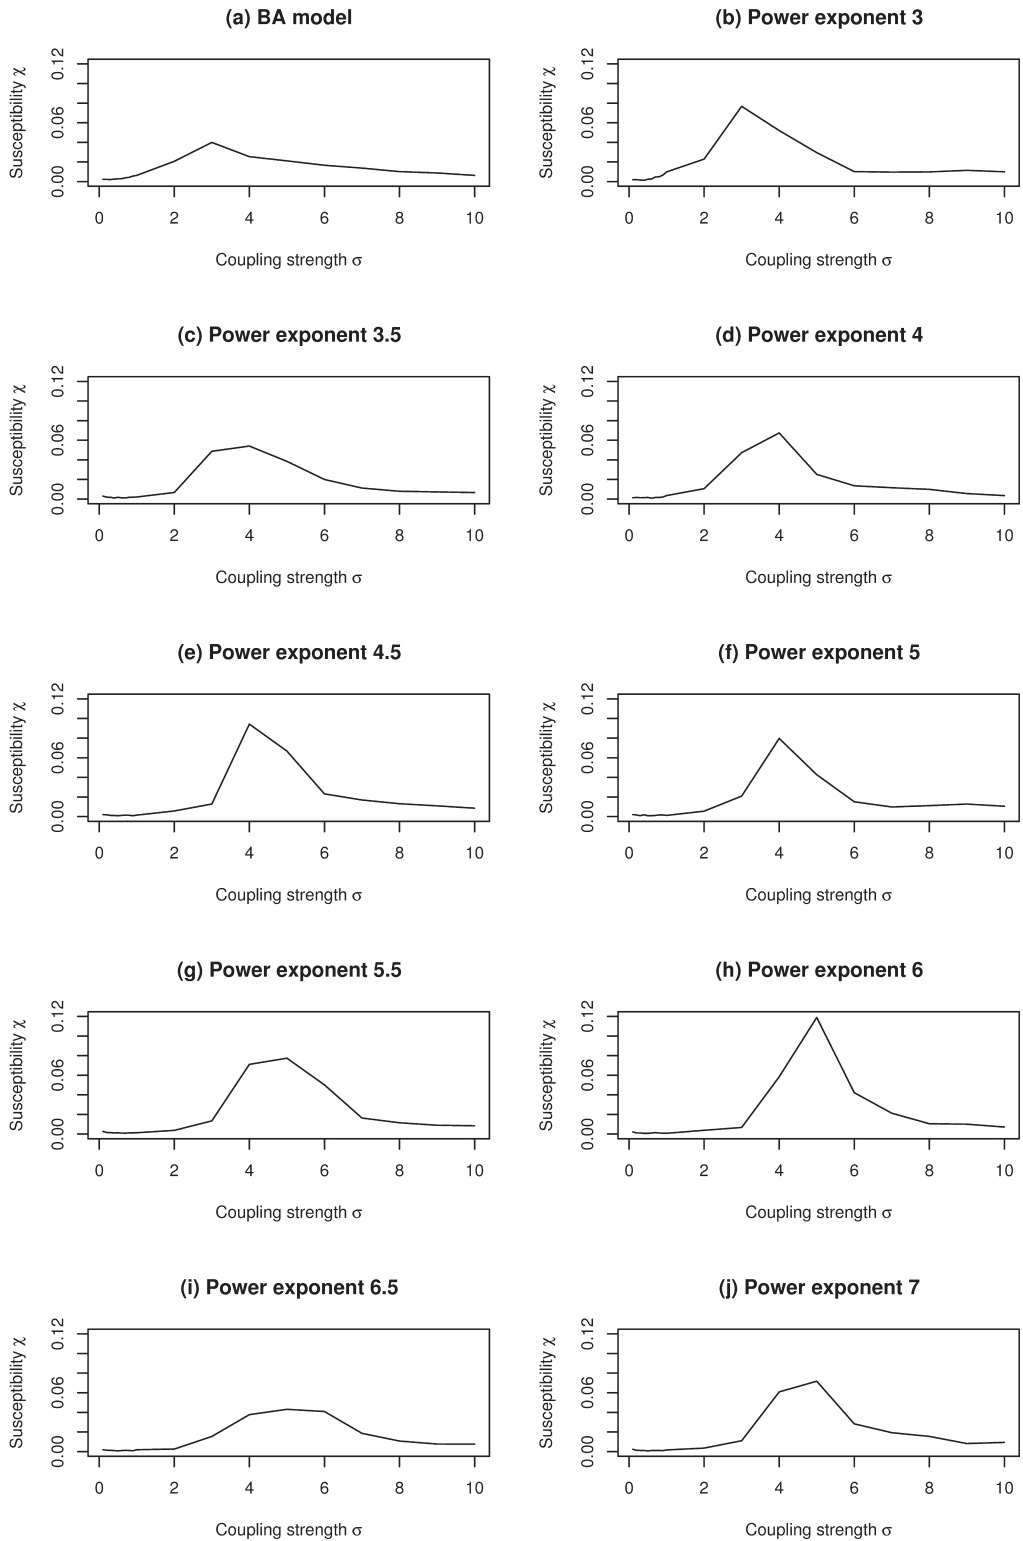 (a) BA model
Susceptibility χ
0.00 0.06 0.12
0 2 4 6 8 10
Coupling strength σ
(b) Power exponent 3
Susceptibility χ
0.00 0.06 0.12
0 2 4 6 8 10
Coupling strength σ
(c) Power exponent 3.5
Susceptibility χ
0.00 0.06 0.12
0 2 4 6 8 10
Coupling strength σ
(d) Power exponent 4
Susceptibility χ
0.00 0.06 0.12
0 2 4 6 8 10
Coupling strength σ
(e) Power exponent 4.5
Susceptibility χ
0.00 0.06 0.12
0 2 4 6 8 10
Coupling strength σ
(f) Power exponent 5
Susceptibility χ
0.00 0.06 0.12
0 2 4 6 8 10
Coupling strength σ
(g) Power exponent 5.5
Susceptibility χ
0.00 0.06 0.12
0 2 4 6 8 10
Coupling strength σ
(h) Power exponent 6
Susceptibility χ
0.00 0.06 0.12
0 2 4 6 8 10
Coupling strength σ
(i) Power exponent 6.5
Susceptibility χ
0.00 0.06 0.12
0 2 4 6 8 10
Coupling strength σ
(j) Power exponent 7
Susceptibility χ
0.00 0.06 0.12
0 2 4 6 8 10
Coupling strength σ